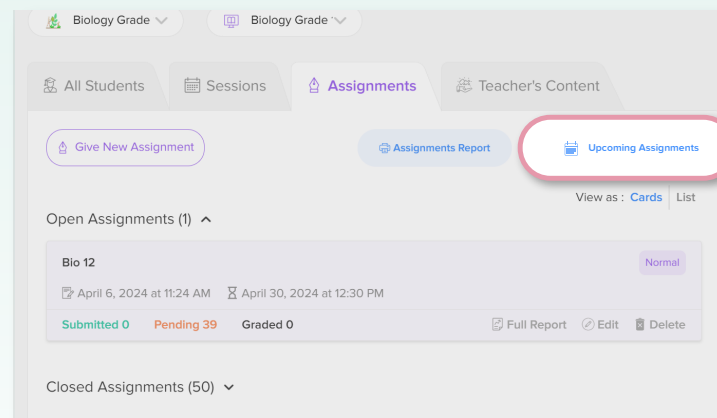 Biology Grade
Biology Grade
All Students
Sessions
Assignments
Teacher's Content
Give New Assignment
Assignments Report
Upcoming Assignments
View as : Cards List
Open Assignments (1)
Bio 12
Normal
April 6, 2024 at 11:24 AM
April 30, 2024 at 12:30 PM
Submitted 0 Pending 39 Graded 0
Full Report Edit Delete
Closed Assignments (50)